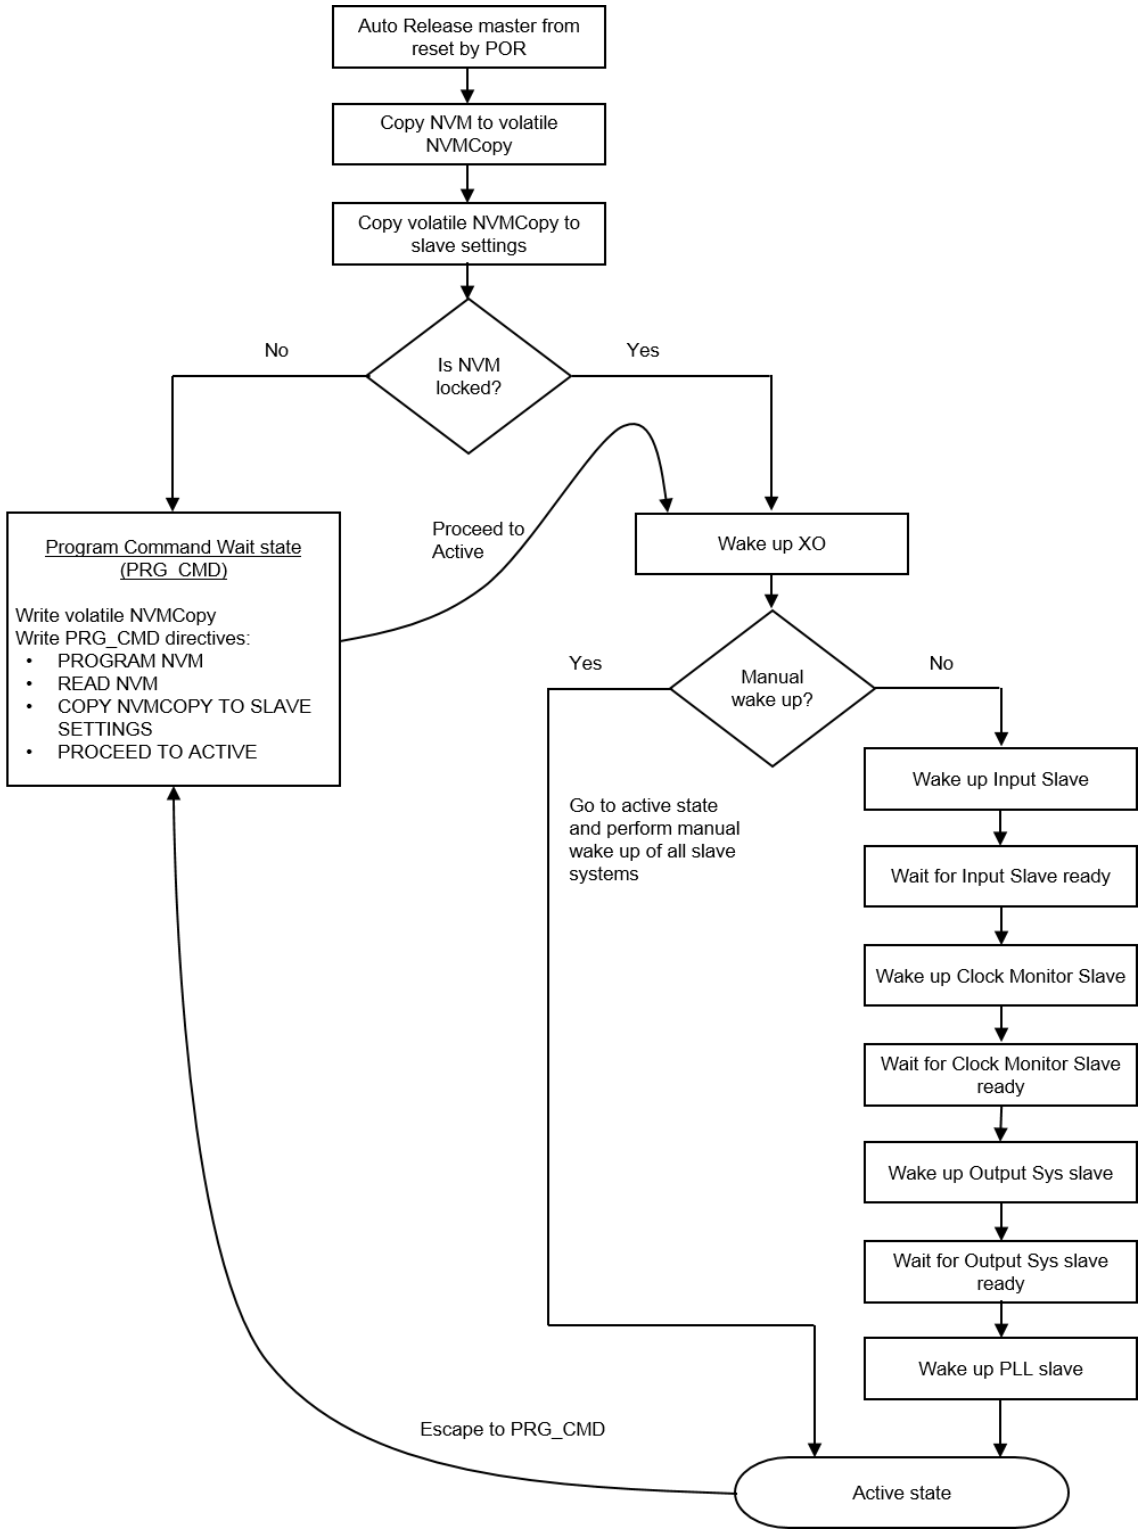 Auto Release master from
reset by POR
Copy NVM to volatile
NVMCopy
Copy volatile NVMCopy to
slave settings
Is NVM
locked?
No
Yes
Program Command Wait state
(PRG_CMD)
Write volatile NVMCopy
Write PRG_CMD directives:
• PROGRAM NVM
• READ NVM
• COPY NVMCOPY TO SLAVE
SETTINGS
• PROCEED TO ACTIVE
Proceed to
Active
Wake up XO
Manual
wake up?
Yes
No
Go to active state
and perform manual
wake up of all slave
systems
Wake up Input Slave
Wait for Input Slave ready
Wake up Clock Monitor Slave
Wait for Clock Monitor Slave
ready
Wake up Output Sys slave
Wait for Output Sys slave
ready
Wake up PLL slave
Escape to PRG_CMD
Active state